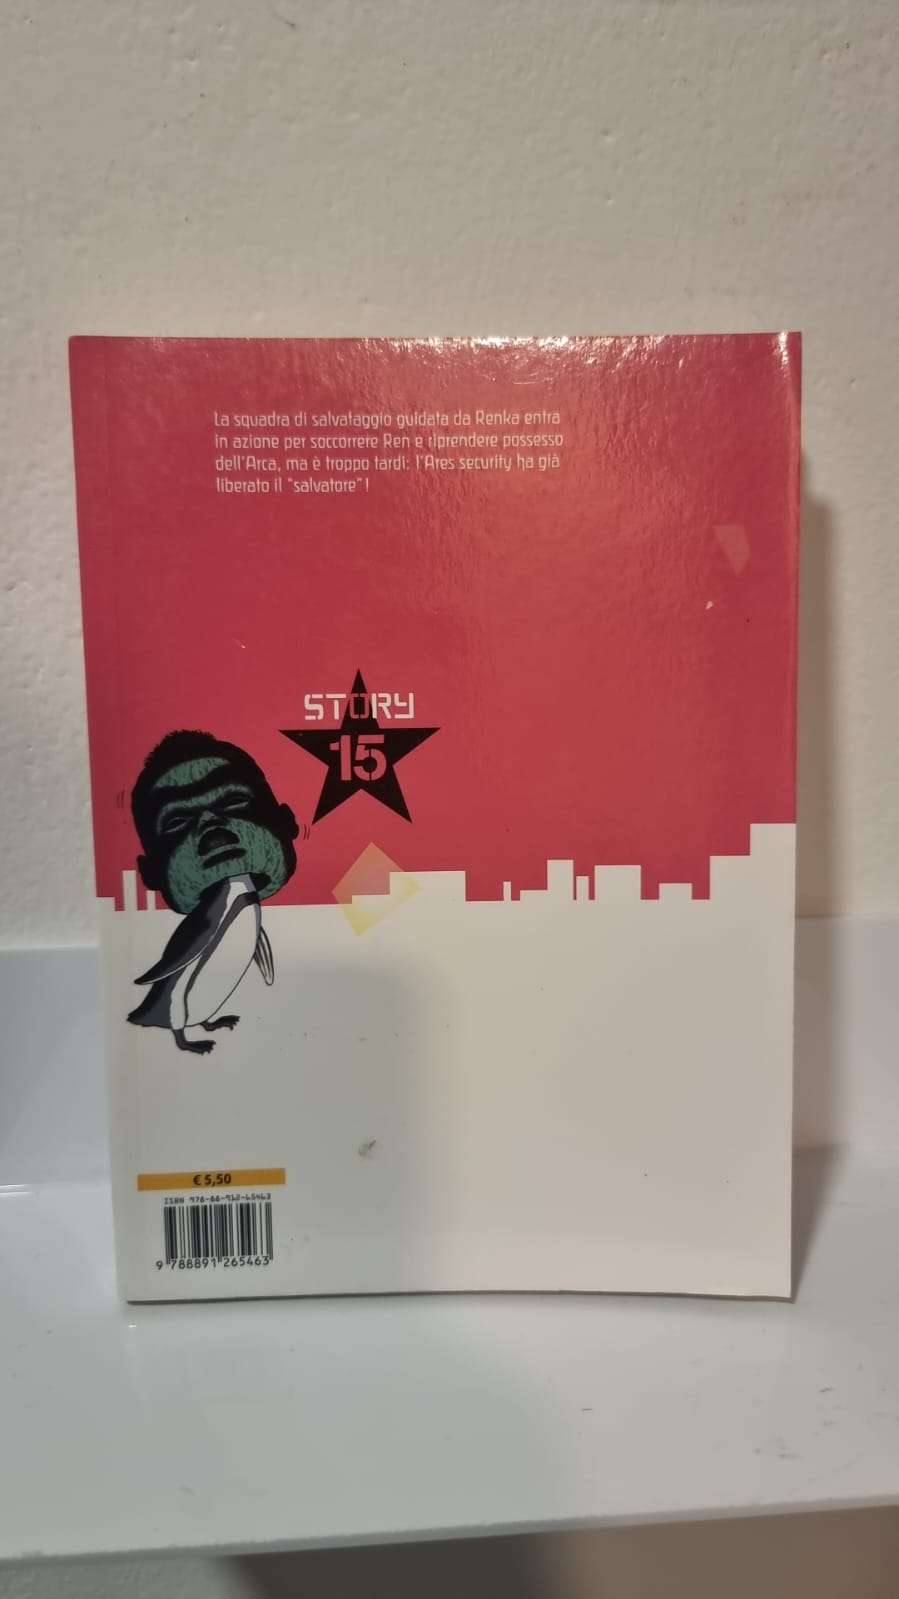 La squadra di salvataggio guidata da Renka entra
in azione per soccorrere Ren e riprendere possesso
dell'Arca, ma è troppo tardi: l'Ares security ha già
liberato il "salvatore"!
STORY
15
€ 5,50
ISBN 978-88-912-6546-3
9 788891 265463